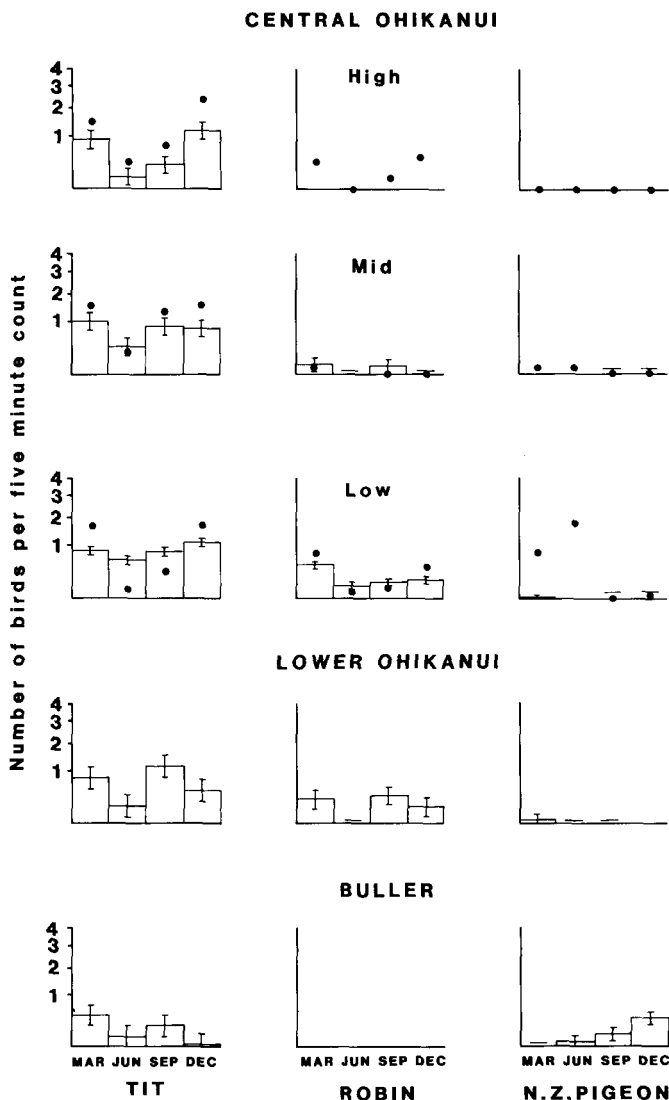 CENTRAL OHIKANUI
High
4
3
2
1
Mid
4
3
2
1
Low
4
3
2
1
Number of birds per five minute count
LOWER OHIKANUI
4
3
2
1
BULLER
4
3
2
1
MAR JUN SEP DEC
MAR JUN SEP DEC
MAR JUN SEP DEC
TIT
ROBIN
N.Z. PIGEON